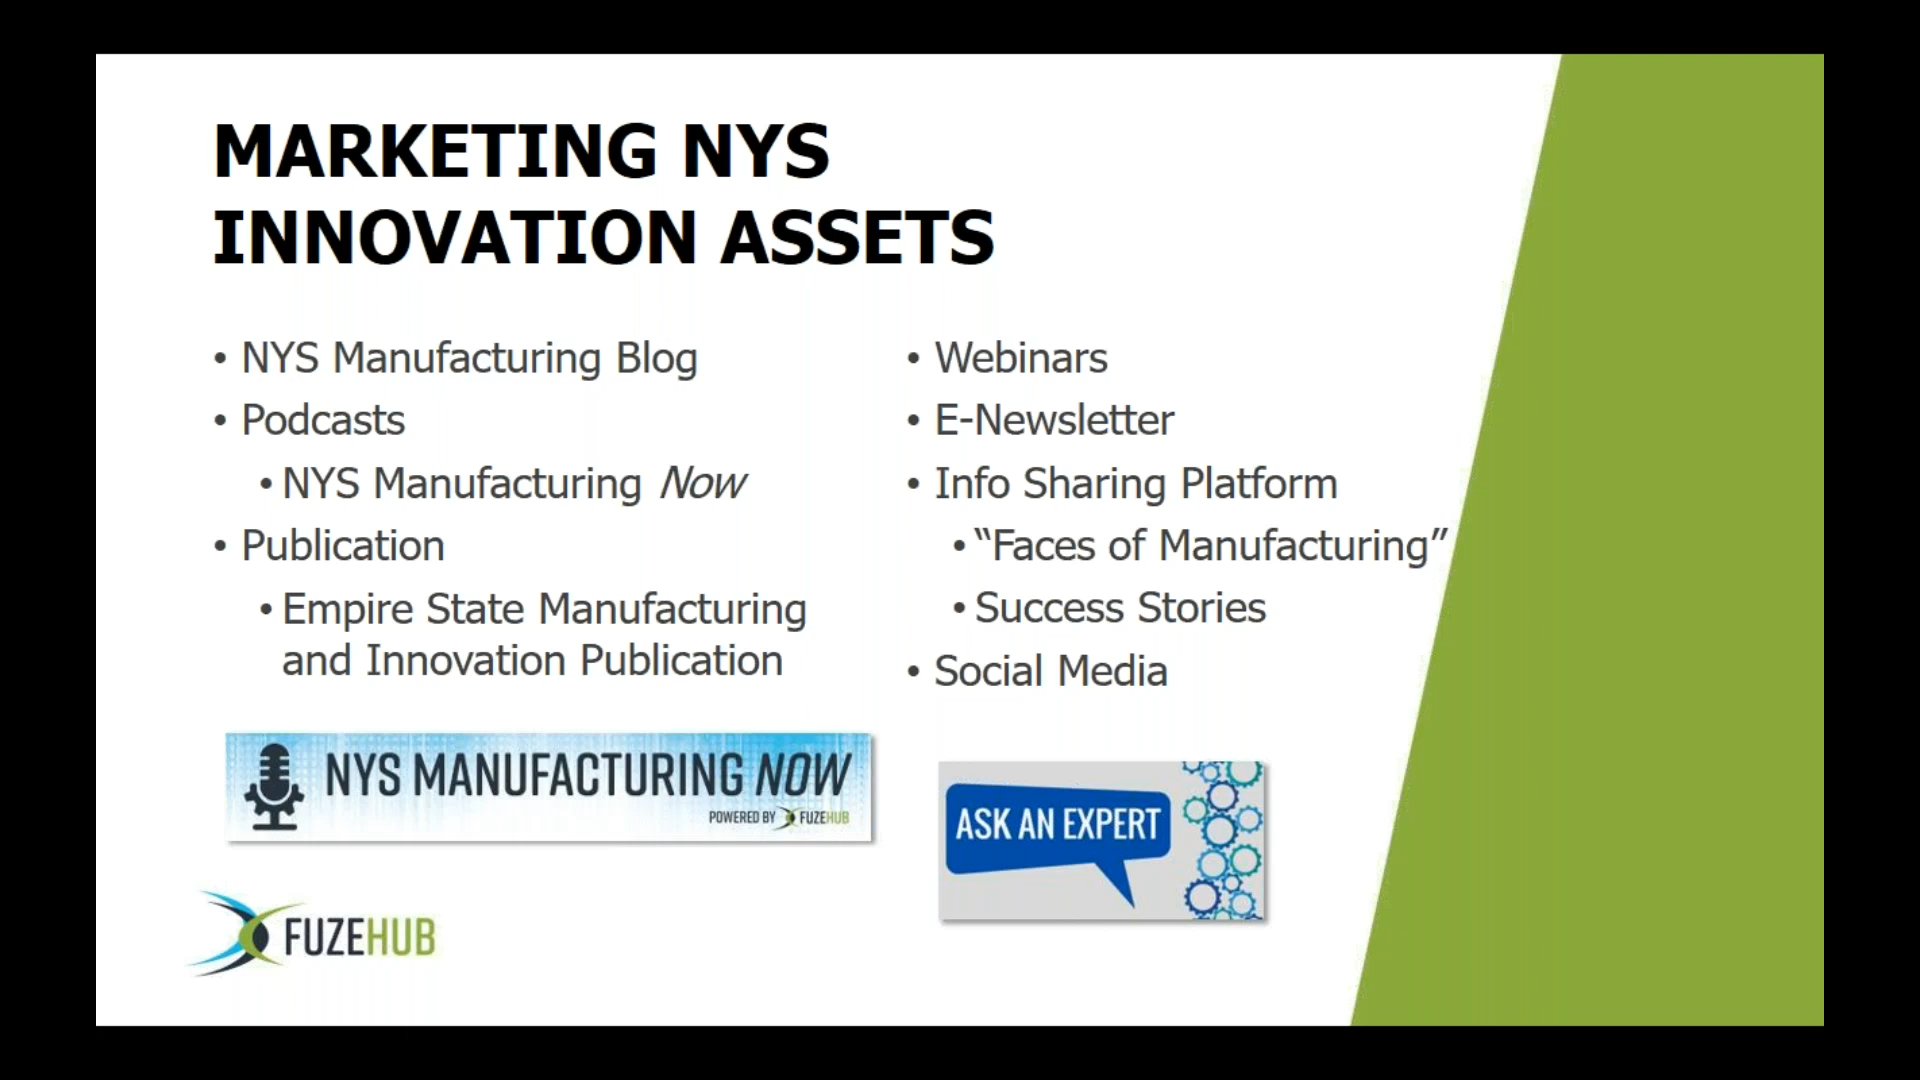 MARKETING NYS
INNOVATION ASSETS
• NYS Manufacturing Blog
• Podcasts
• NYS Manufacturing Now
• Publication
• Empire State Manufacturing
and Innovation Publication
• Webinars
• E-Newsletter
• Info Sharing Platform
• “Faces of Manufacturing”
• Success Stories
• Social Media
NYS MANUFACTURING NOW
POWERED BY FUZEHUB
ASK AN EXPERT
FUZEHUB